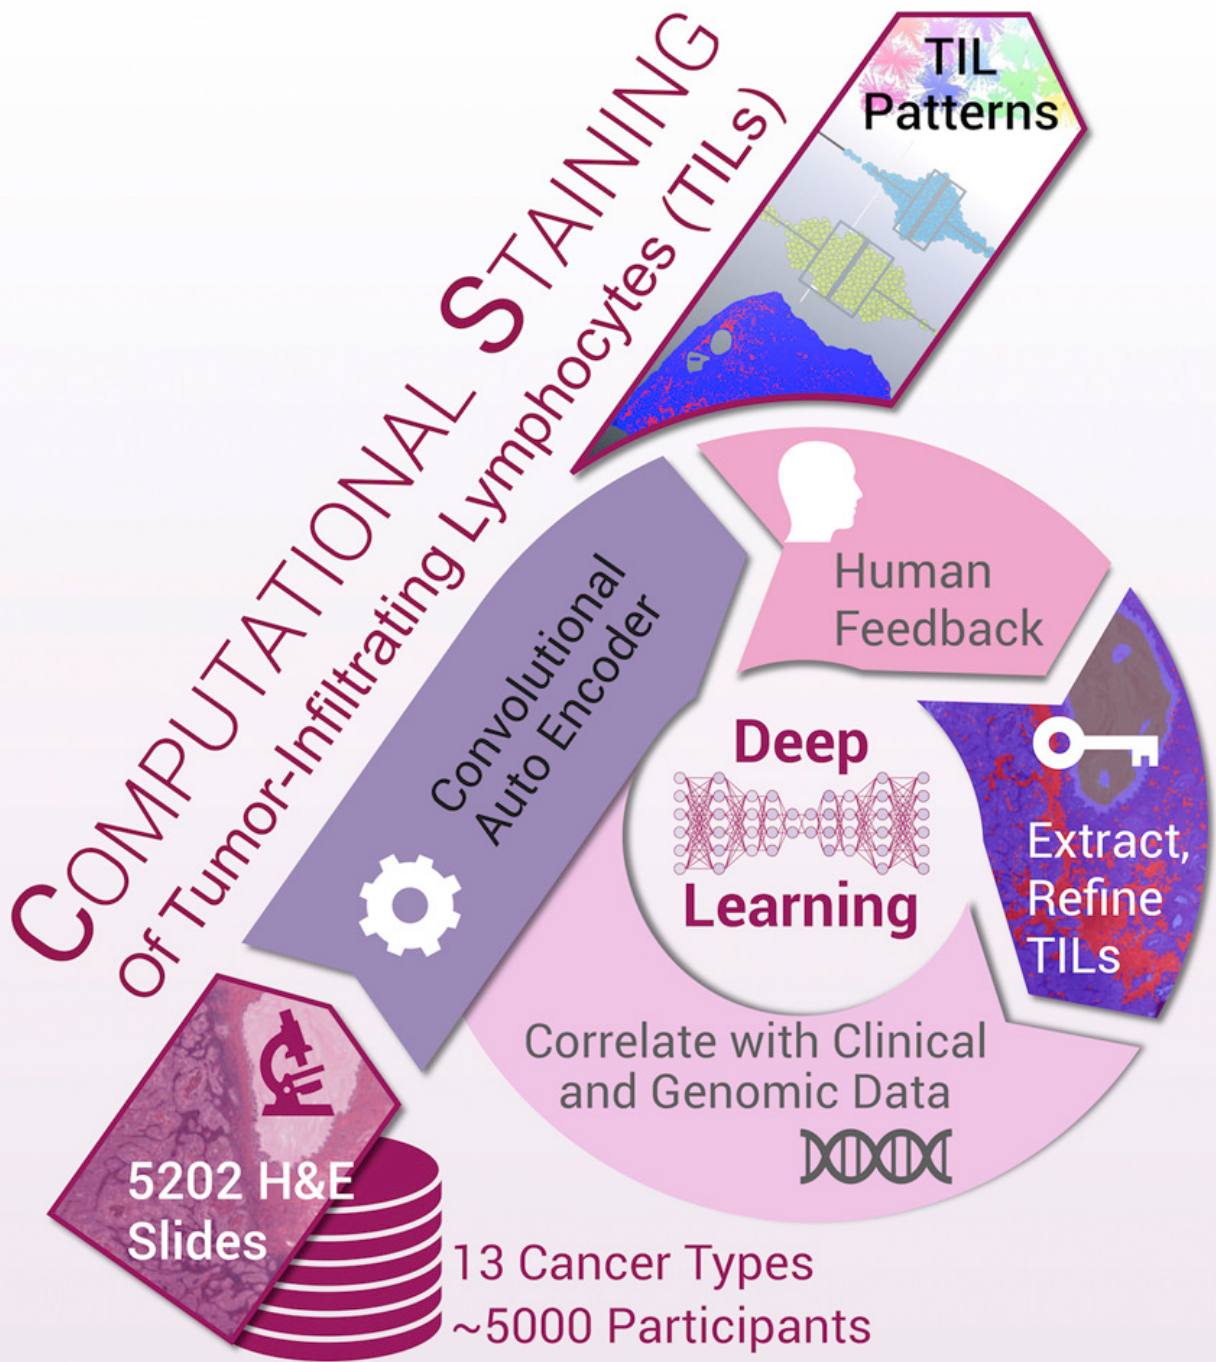 COMPUTATIONAL STAINING
of Tumor-Infiltrating Lymphocytes (TILs)
TIL
Patterns
Human
Feedback
Convolutional
Auto Encoder
Deep
Learning
Extract,
Refine
TILs
Correlate with Clinical
and Genomic Data
5202 H&E
Slides
13 Cancer Types
~5000 Participants